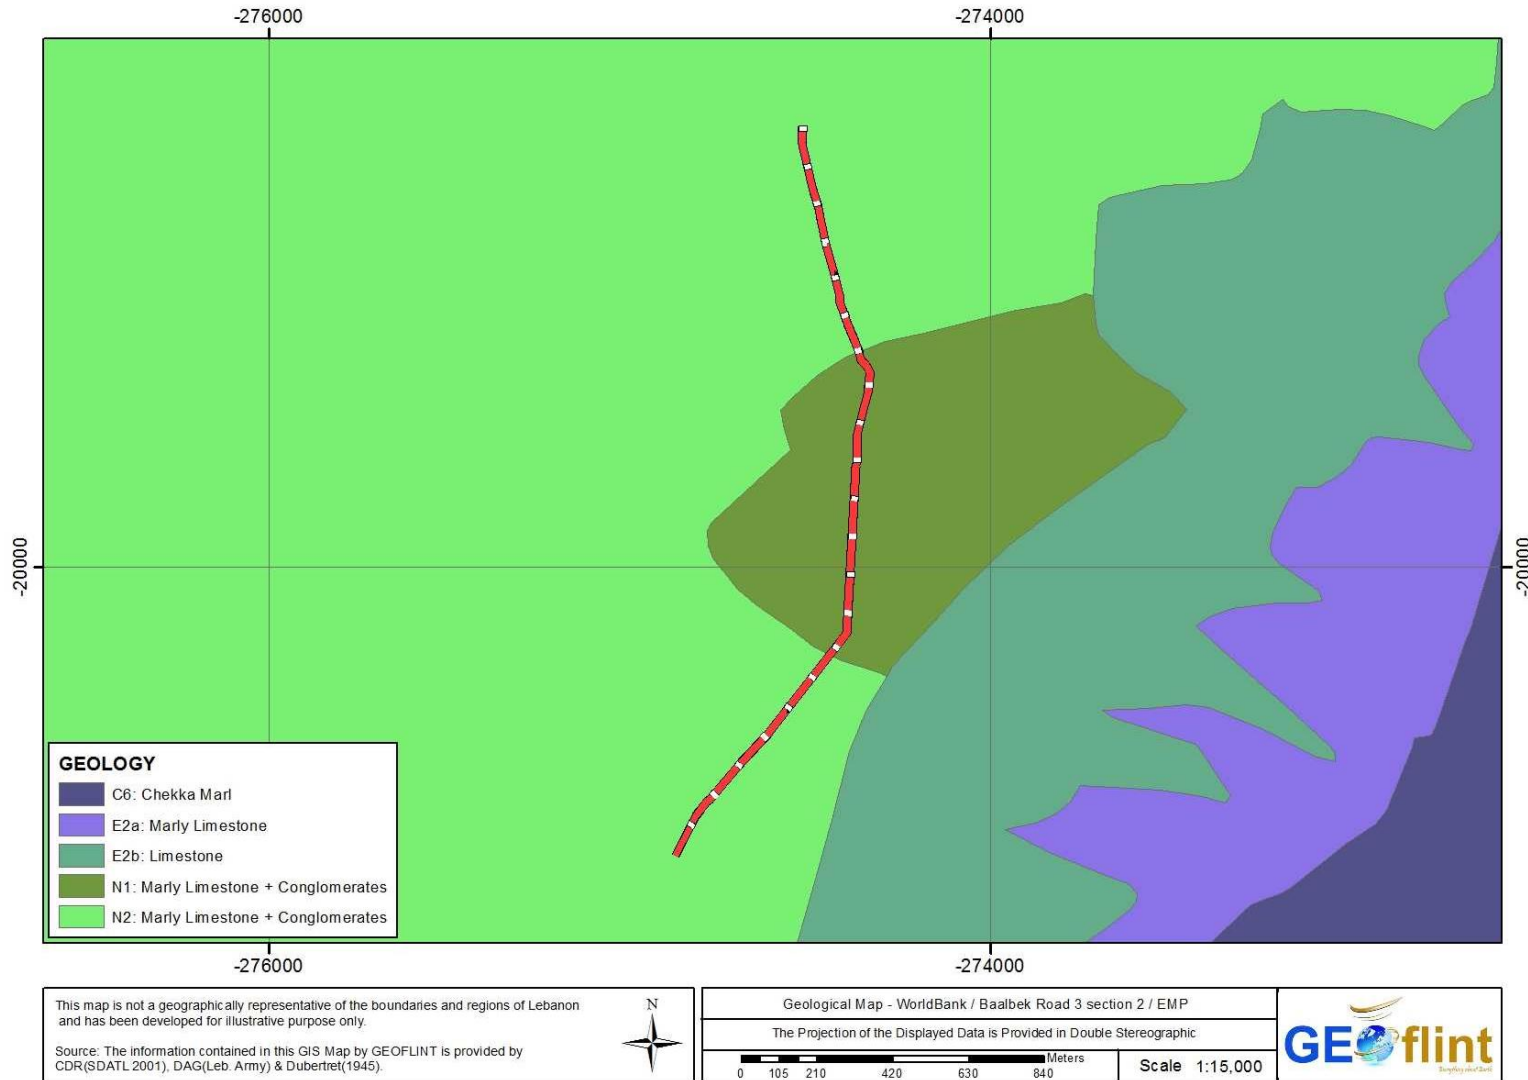 -276000
-274000
-20000
-20000
GEOLOGY
C6: Chekka Marl
E2a: Marly Limestone
E2b: Limestone
N1: Marly Limestone + Conglomerates
N2: Marly Limestone + Conglomerates
-276000
-274000
This map is not a geographically representative of the boundaries and regions of Lebanon
and has been developed for illustrative purpose only.
Source: The information contained in this GIS Map by GEOFLINT is provided by
CDR(SDATL 2001), DAG(Leb. Army) & Dubertret(1945).
N
Geological Map - WorldBank / Baalbek Road 3 section 2 / EMP
The Projection of the Displayed Data is Provided in Double Stereographic
Meters
0 105 210 420 630 840
Scale 1:15,000
GEOflint